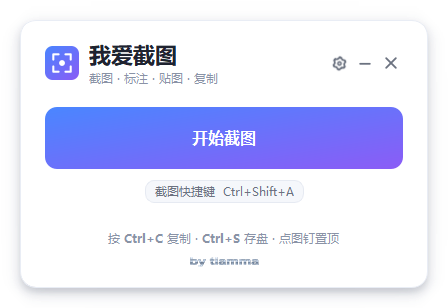 我爱截图
截图 · 标注 · 贴图 · 复制
开始截图
截图快捷键 Ctrl+Shift+A
按 Ctrl+C 复制 · Ctrl+S 存盘 · 点图钉置顶
by tiamma